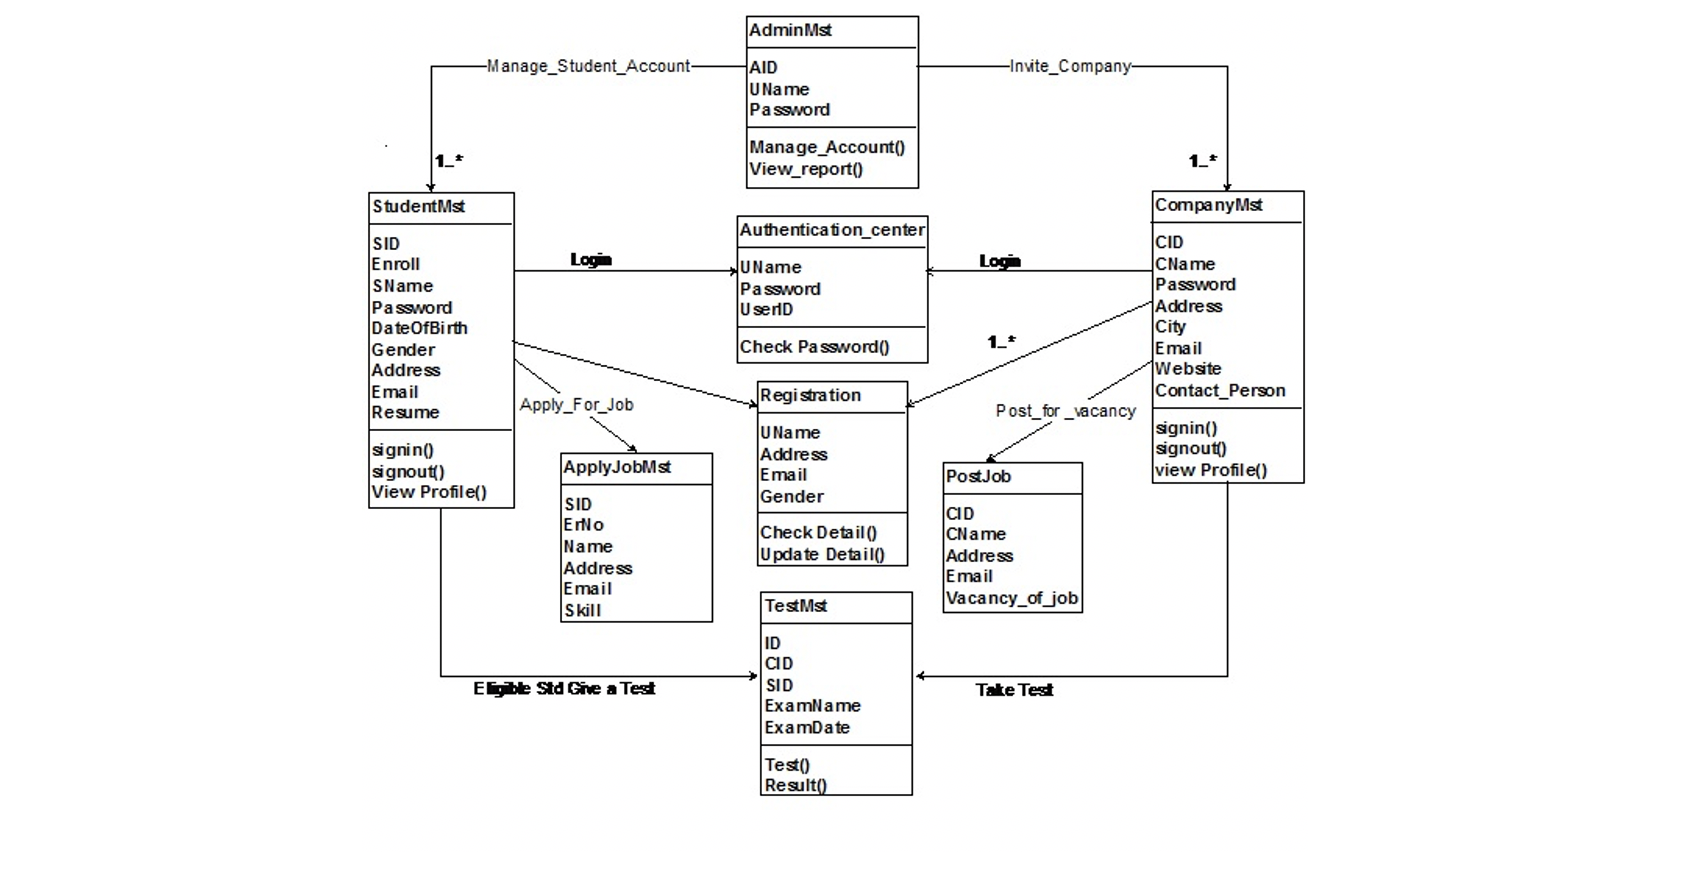 AdminMst
AID
UName
Password
Manage_Account()
View_report()
Manage_Student_Account
Invite_Company
1..*
1..*
StudentMst
SID
Enroll
SName
Password
DateOfBirth
Gender
Address
Email
Resume
signin()
signout()
View Profile()
Login
Authentication_center
UName
Password
UserID
Check Password()
Login
CompanyMst
CID
CName
Password
Address
City
Email
Website
Contact_Person
signin()
signout()
view Profile()
1..*
Apply_For_Job
Post_for _vacancy
ApplyJobMst
SID
ErNo
Name
Address
Email
Skill
Registration
UName
Address
Email
Gender
Check Detail()
Update Detail()
PostJob
CID
CName
Address
Email
Vacancy_of_job
TestMst
ID
CID
SID
ExamName
ExamDate
Test()
Result()
Eligible Std Give a Test
Take Test